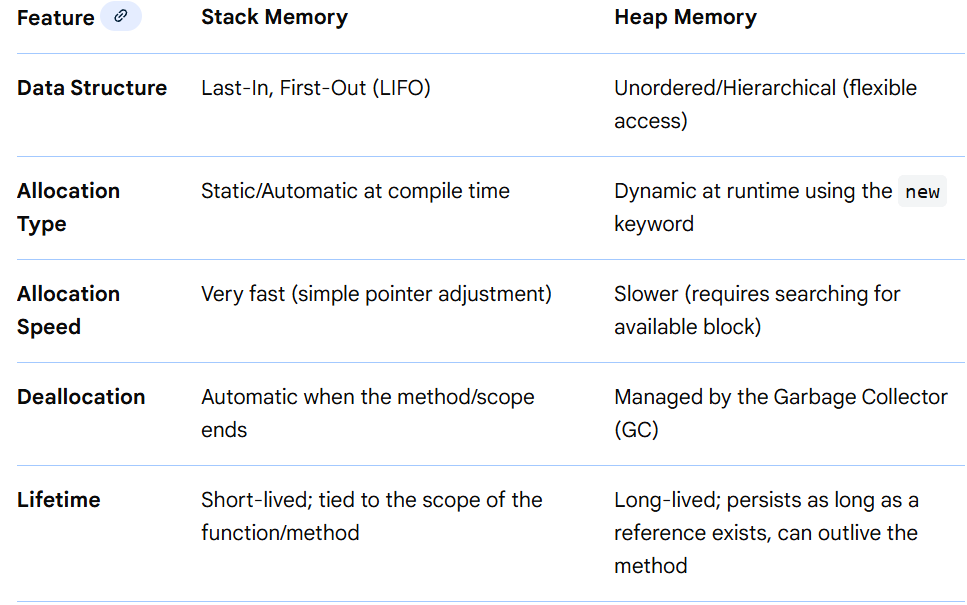 Feature Stack Memory Heap Memory
Data Structure Last-In, First-Out (LIFO) Unordered/Hierarchical (flexible
access)
Allocation Static/Automatic at compile time Dynamic at runtime using the new
Type keyword
Allocation Very fast (simple pointer adjustment) Slower (requires searching for
Speed available block)
Deallocation Automatic when the method/scope Managed by the Garbage Collector
ends (GC)
Lifetime Short-lived; tied to the scope of the Long-lived; persists as long as a
function/method reference exists, can outlive the
method